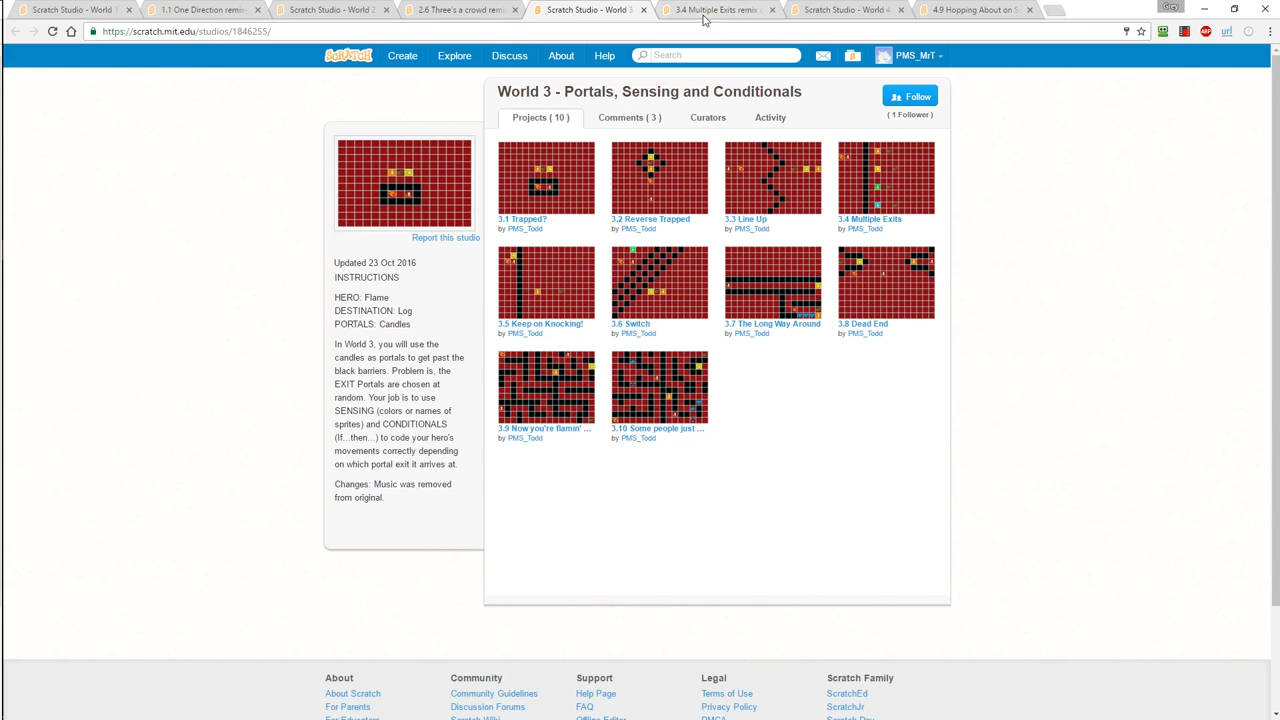 Scratch Studio - World 1
1.1 One Direction remix-
Scratch Studio - World 2
2.6 Three's a crowd remix-
Scratch Studio - World 3
3.4 Multiple Exits remix
Scratch Studio - World 4
4.9 Hopping About on S
Grey
https://scratch.mit.edu/studios/1846255/
SCRATCH Create Explore Discuss About Help Search PMS_MrT
World 3 - Portals, Sensing and Conditionals
Follow
( 1 Follower )
Projects ( 10 ) Comments ( 3 ) Curators Activity
Report this studio
Updated 23 Oct 2016
INSTRUCTIONS
HERO: Flame
DESTINATION: Log
PORTALS: Candles
In World 3, you will use the
candles as portals to get past the
black barriers. Problem is, the
EXIT Portals are chosen at
random. Your job is to use
SENSING (colors or names of
sprites) and CONDITIONALS
(If...then...) to code your hero's
movements correctly depending
on which portal exit it arrives at.
Changes: Music was removed
from original.
3.1 Trapped?
by PMS_Todd
3.2 Reverse Trapped
by PMS_Todd
3.3 Line Up
by PMS_Todd
3.4 Multiple Exits
by PMS_Todd
3.5 Keep on Knocking!
by PMS_Todd
3.6 Switch
by PMS_Todd
3.7 The Long Way Around
by PMS_Todd
3.8 Dead End
by PMS_Todd
3.9 Now you're flamin' ...
by PMS_Todd
3.10 Some people just ...
by PMS_Todd
About
About Scratch
For Parents
For Educators
Community
Community Guidelines
Discussion Forums
Scratch Wiki
Support
Help Page
FAQ
Offline Editor
Legal
Terms of Use
Privacy Policy
DMCA
Scratch Family
ScratchEd
ScratchJr
Scratch Day